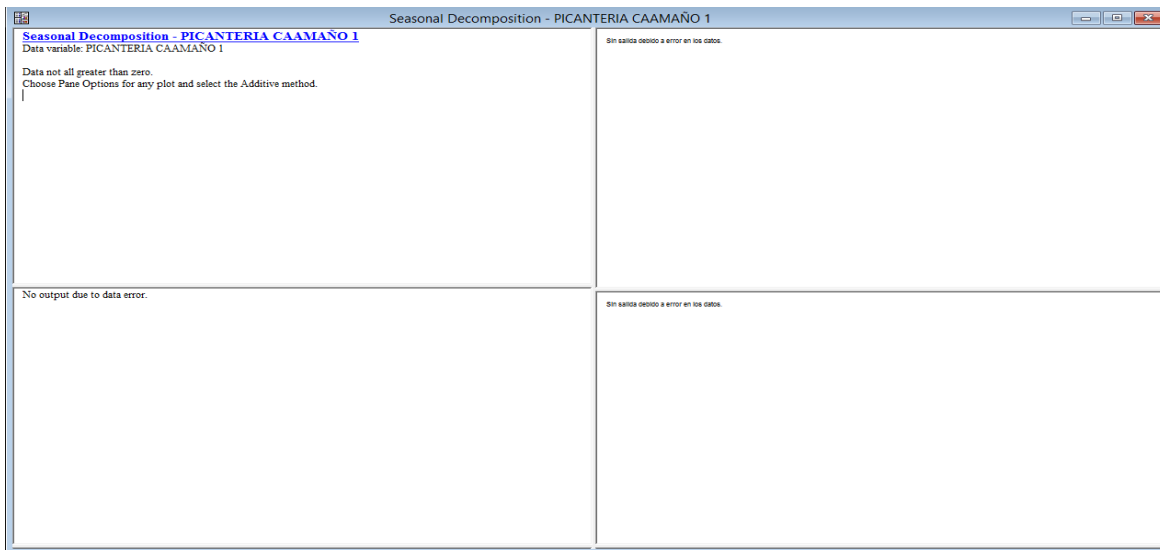 Seasonal Decomposition - PICANTERIA CAAMAÑO 1
Seasonal Decomposition - PICANTERIA CAAMAÑO 1
Data variable: PICANTERIA CAAMAÑO 1
Data not all greater than zero.
Choose Pane Options for any plot and select the Additive method.
Sin salida debido a error en los datos.
No output due to data error.
Sin salida debido a error en los datos.